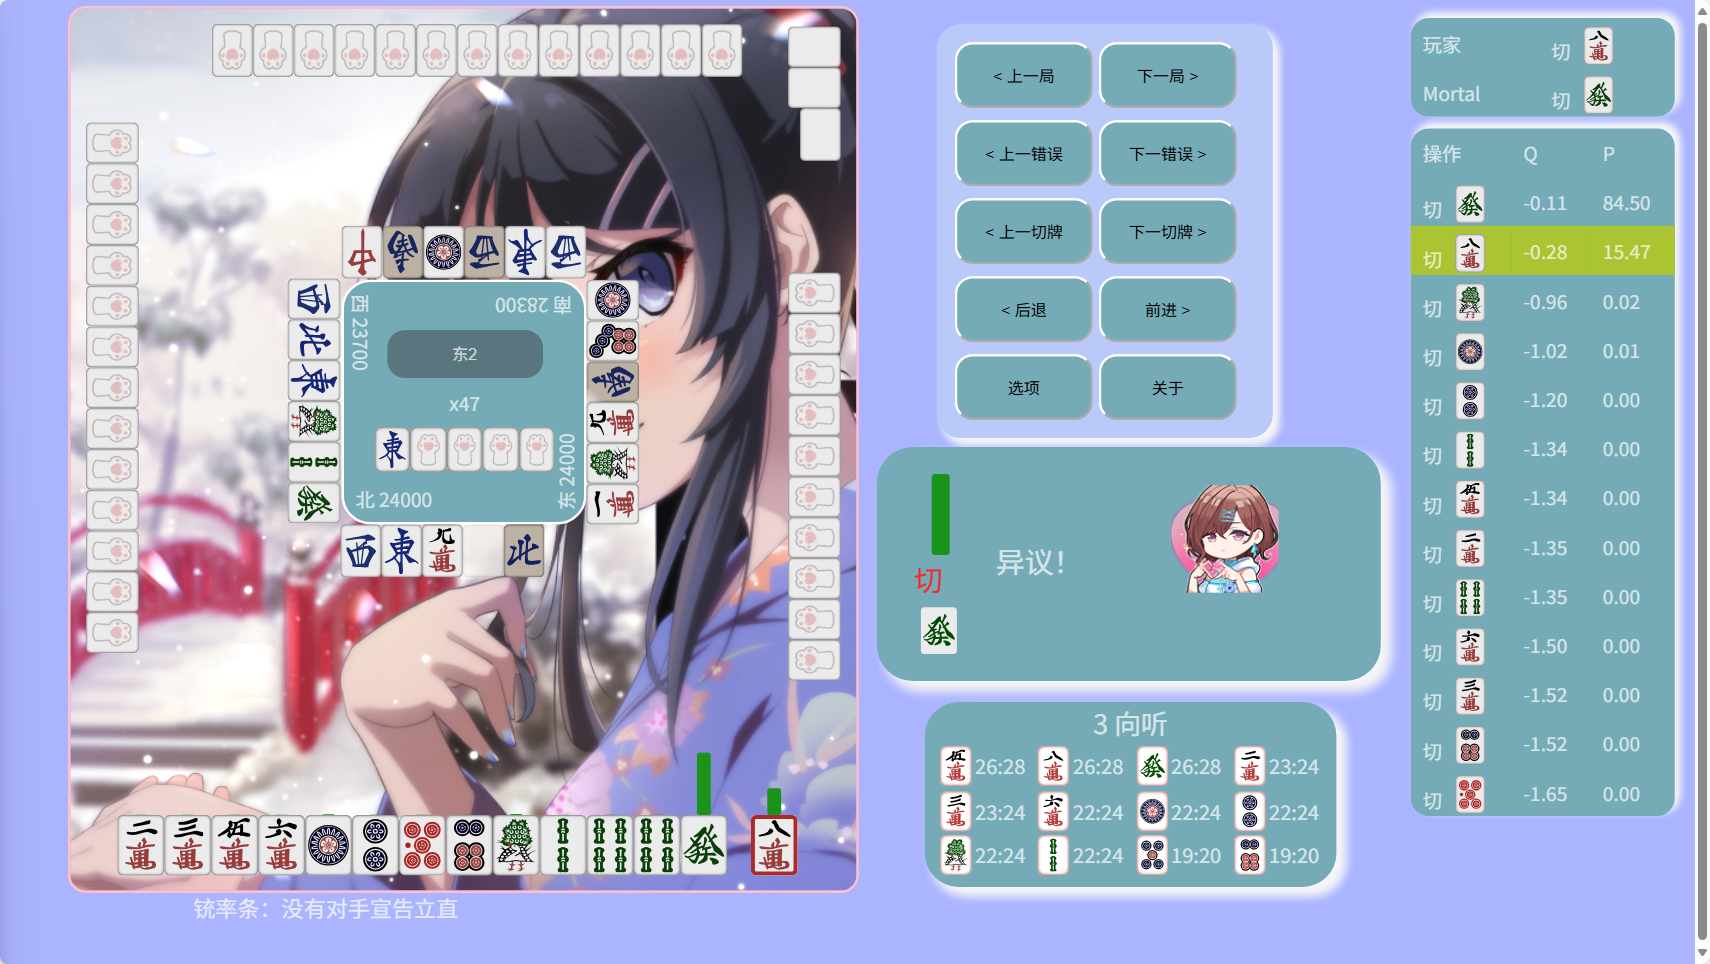 西 23700
南 28300
东2
x47
北 24000
东 24000
铳率条：没有对手宣告立直
< 上一局
下一局 >
< 上一错误
下一错误 >
< 上一切牌
下一切牌 >
< 后退
前进 >
选项
关于
切
异议！
3 向听
26:28 26:28 26:28 23:24
23:24 22:24 22:24 22:24
22:24 22:24 19:20 19:20
玩家 切
Mortal 切
操作 Q P
切 -0.11 84.50
切 -0.28 15.47
切 -0.96 0.02
切 -1.02 0.01
切 -1.20 0.00
切 -1.34 0.00
切 -1.34 0.00
切 -1.35 0.00
切 -1.35 0.00
切 -1.50 0.00
切 -1.52 0.00
切 -1.52 0.00
切 -1.65 0.00